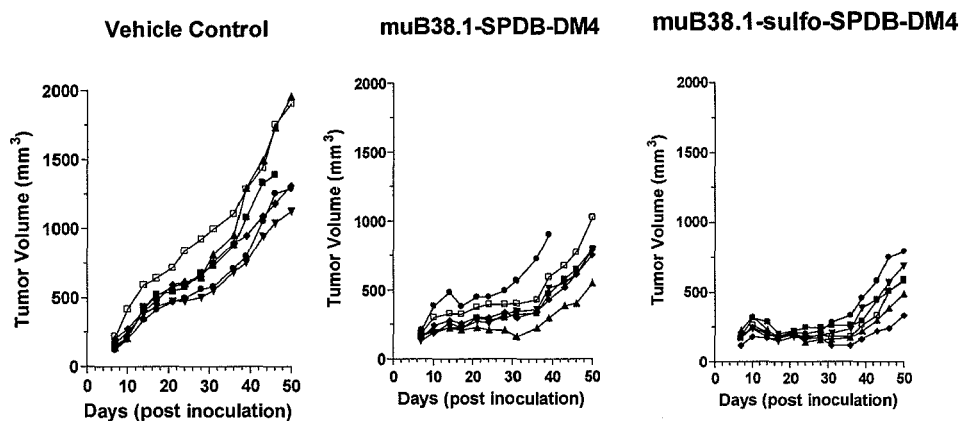 Vehicle Control
muB38.1-SPDB-DM4
muB38.1-sulfo-SPDB-DM4
Tumor Volume (mm3)
2000
1500
1000
500
0
0 10 20 30 40 50
Days (post inoculation)
Tumor Volume (mm3)
2000
1500
1000
500
0
0 10 20 30 40 50
Days (post inoculation)
Tumor Volume (mm3)
2000
1500
1000
500
0
0 10 20 30 40 50
Days (post inoculation)